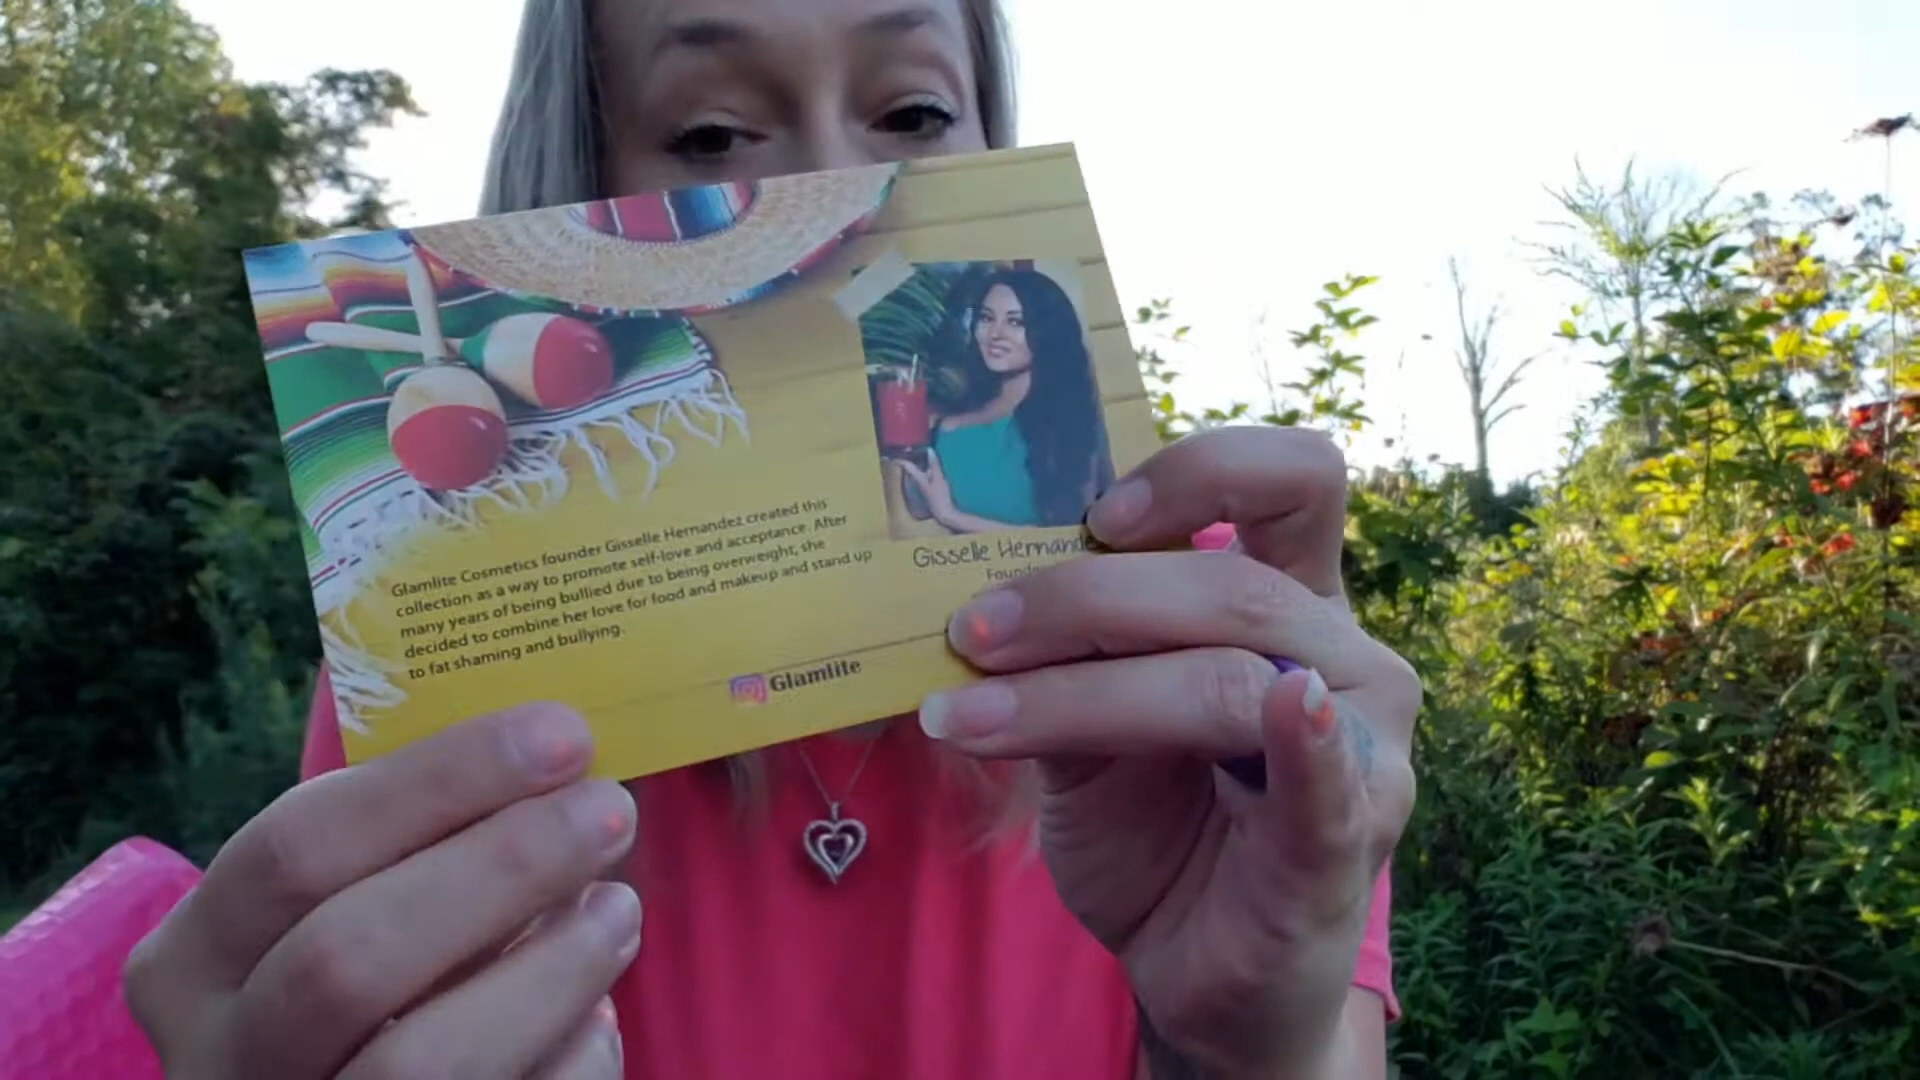 Glamlite Cosmetics founder Gisselle Hernandez created this
collection as a way to promote self-love and acceptance. After
many years of being bullied due to being overweight, she
decided to combine her love for food and makeup and stand up
to fat shaming and bullying.
Gisselle Hernandez
Glamlite